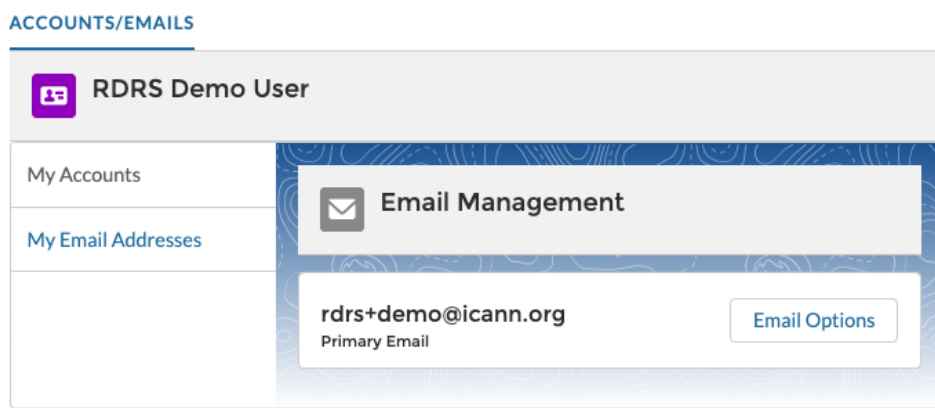 ACCOUNTS/EMAILS
RDRS Demo User
My Accounts
My Email Addresses
Email Management
rdrs+demo@icann.org
Primary Email
Email Options